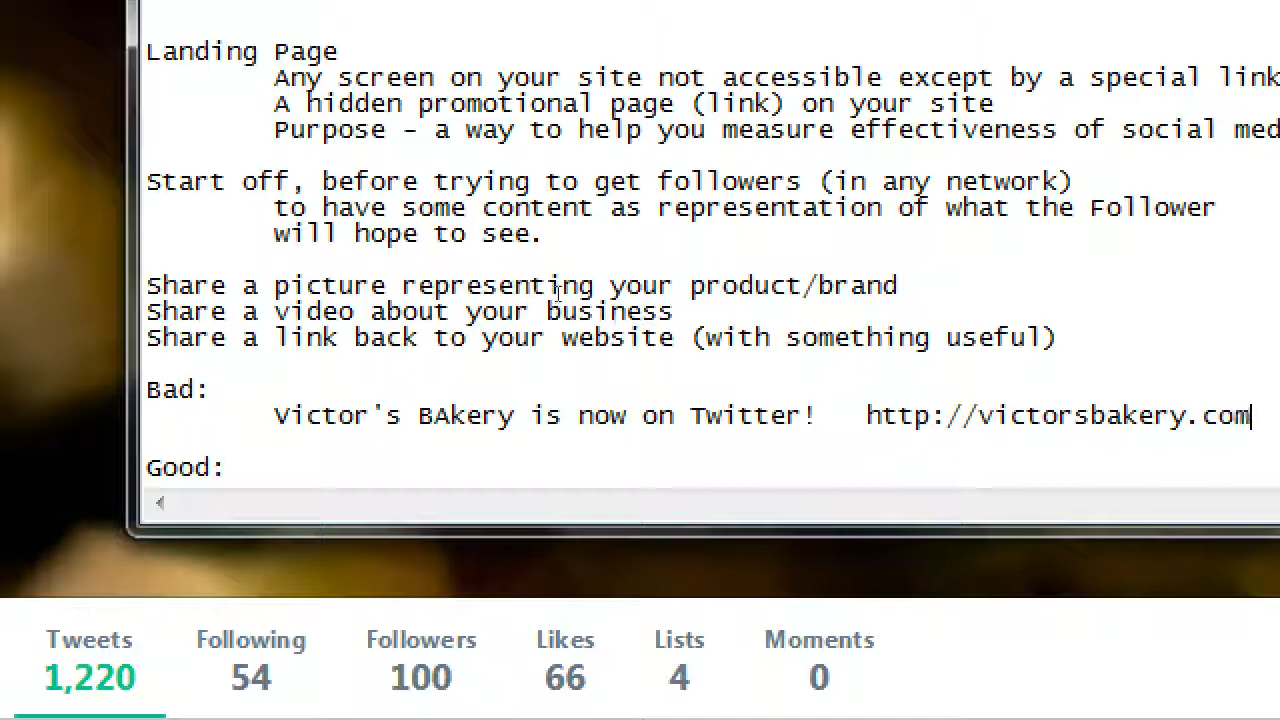 Landing Page
Any screen on your site not accessible except by a special link
A hidden promotional page (link) on your site
Purpose - a way to help you measure effectiveness of social med
Start off, before trying to get followers (in any network)
to have some content as representation of what the Follower
will hope to see.
Share a picture representing your product/brand
Share a video about your business
Share a link back to your website (with something useful)
Bad:
Victor's BAkery is now on Twitter! http://victorsbakery.com
Good:
Tweets Following Followers Likes Lists Moments
1,220 54 100 66 4 0